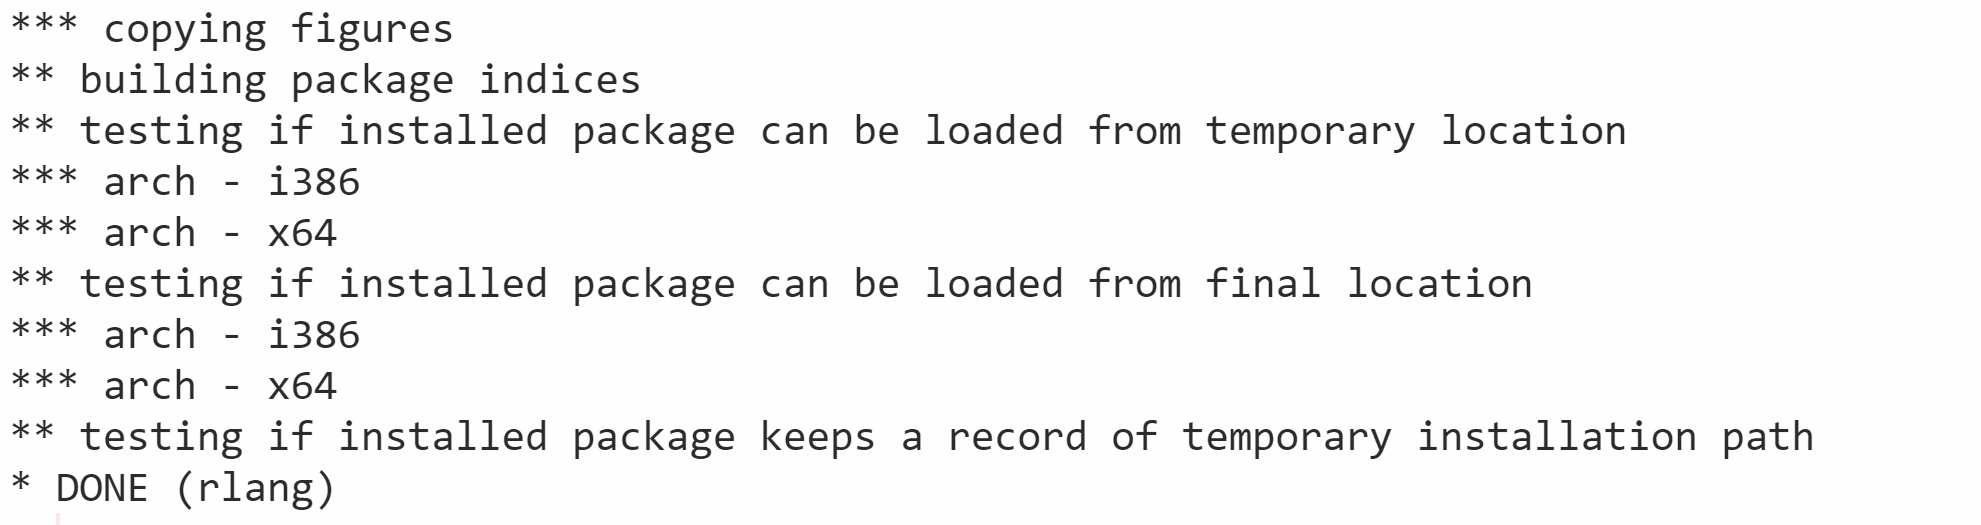 *** copying figures
** building package indices
** testing if installed package can be loaded from temporary location
*** arch - i386
*** arch - x64
** testing if installed package can be loaded from final location
*** arch - i386
*** arch - x64
** testing if installed package keeps a record of temporary installation path
* DONE (rlang)